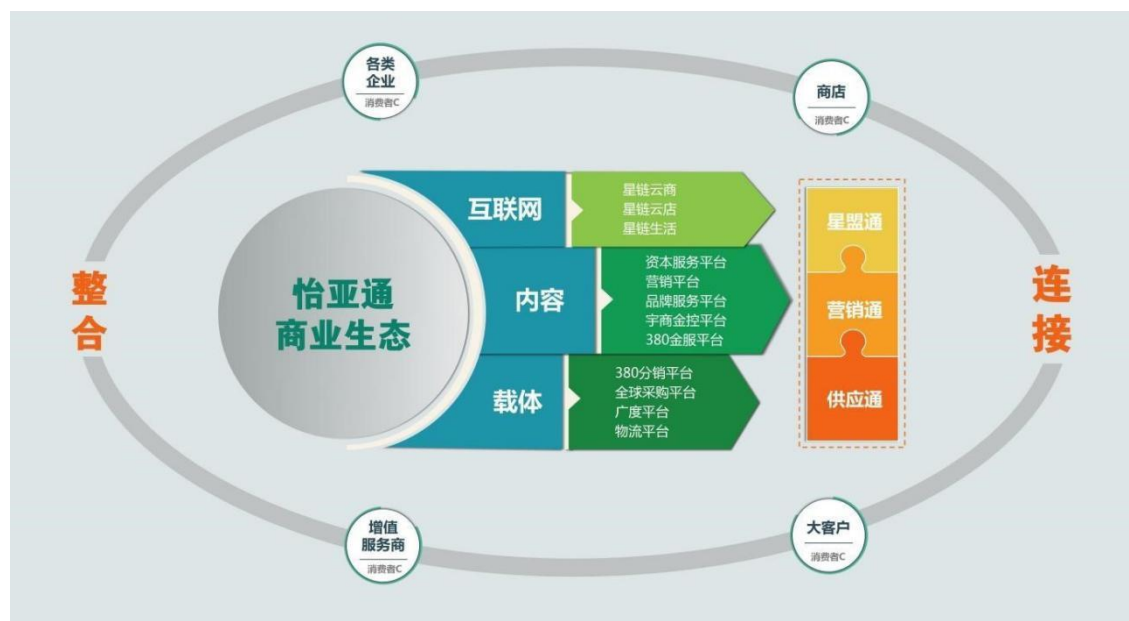 各类
企业
消费者C
商店
消费者C
整
合
连
接
怡亚通
商业生态
互联网
星链云商
星链云店
星链生活
内容
资本服务平台
营销平台
品牌服务平台
宇商金控平台
380金服平台
载体
380分销平台
全球采购平台
广度平台
物流平台
星盟通
营销通
供应通
增值
服务商
消费者C
大客户
消费者C